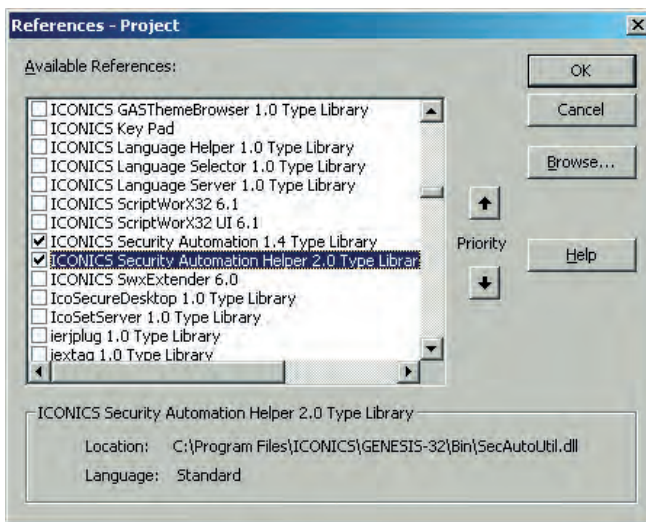 References - Project
Available References:
ICONICS GASThemeBrowser 1.0 Type Library
ICONICS Key Pad
ICONICS Language Helper 1.0 Type Library
ICONICS Language Selector 1.0 Type Library
ICONICS Language Server 1.0 Type Library
ICONICS ScriptWorX32 6.1
ICONICS ScriptWorX32 UI 6.1
ICONICS Security Automation 1.4 Type Library
ICONICS Security Automation Helper 2.0 Type Librar
ICONICS SwxExtender 6.0
IcoSecureDesktop 1.0 Type Library
IcoSetServer 1.0 Type Library
ierjplug 1.0 Type Library
iextag 1.0 Type Library
Priority
OK
Cancel
Browse...
Help
ICONICS Security Automation Helper 2.0 Type Library
Location: C:\Program Files\ICONICS\GENESIS-32\Bin\SecAutoUtil.dll
Language: Standard